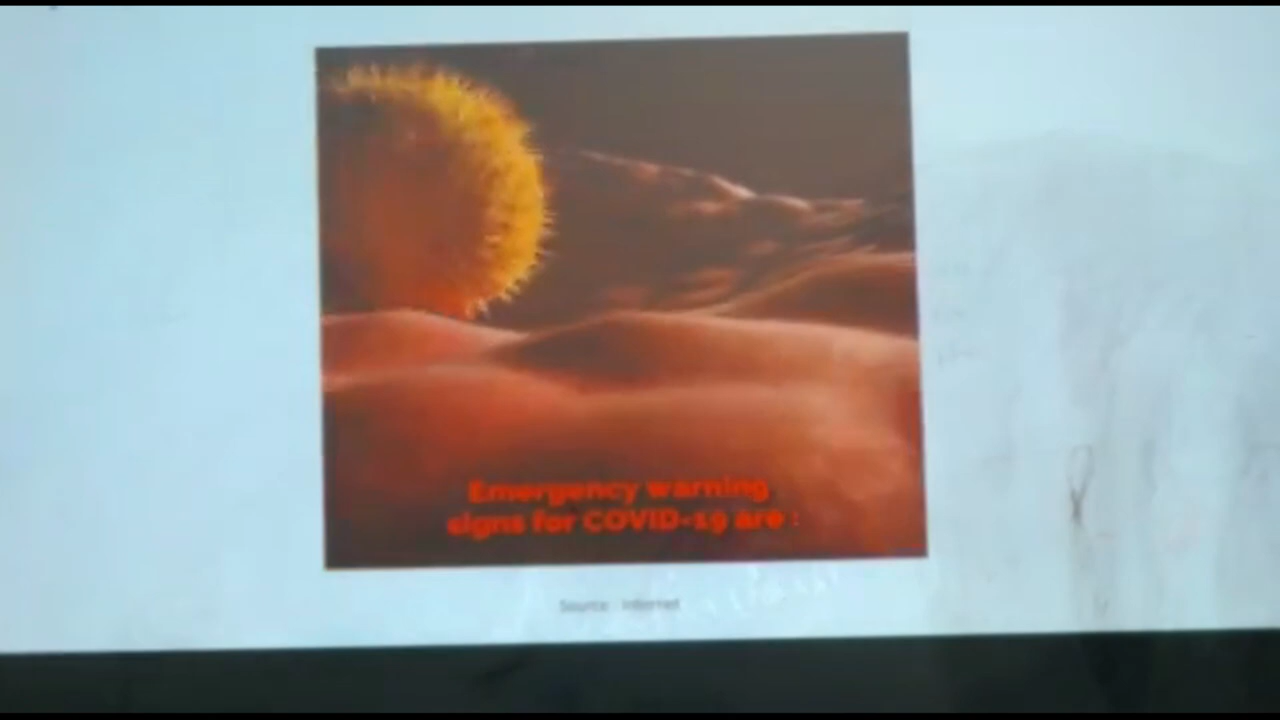 Emergency warning
signs for COVID-19 are :
Source : Internet